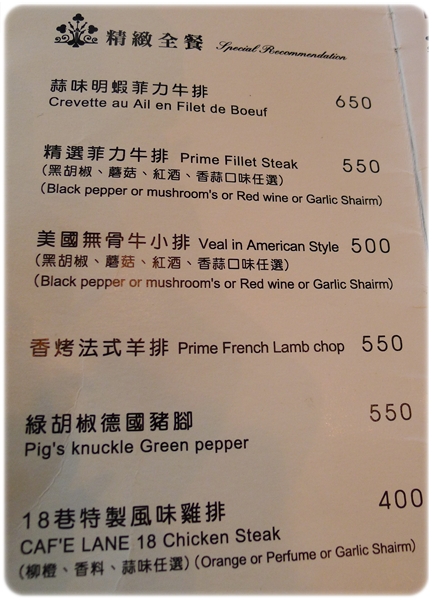 精緻全餐 Special Recommendation
蒜味明蝦菲力牛排 650
Crevette au Ail en Filet de Boeuf
精選菲力牛排 Prime Fillet Steak 550
(黑胡椒、蘑菇、紅酒、香蒜口味任選)
(Black pepper or mushroom's or Red wine or Garlic Shairm)
美國無骨牛小排 Veal in American Style 500
(黑胡椒、蘑菇、紅酒、香蒜口味任選)
(Black pepper or mushroom's or Red wine or Garlic Shairm)
香烤法式羊排 Prime French Lamb chop 550
綠胡椒德國豬腳 550
Pig's knuckle Green pepper
18巷特製風味雞排 400
CAF'E LANE 18 Chicken Steak
(柳橙、香料、蒜味任選) (Orange or Perfume or Garlic Shairm)